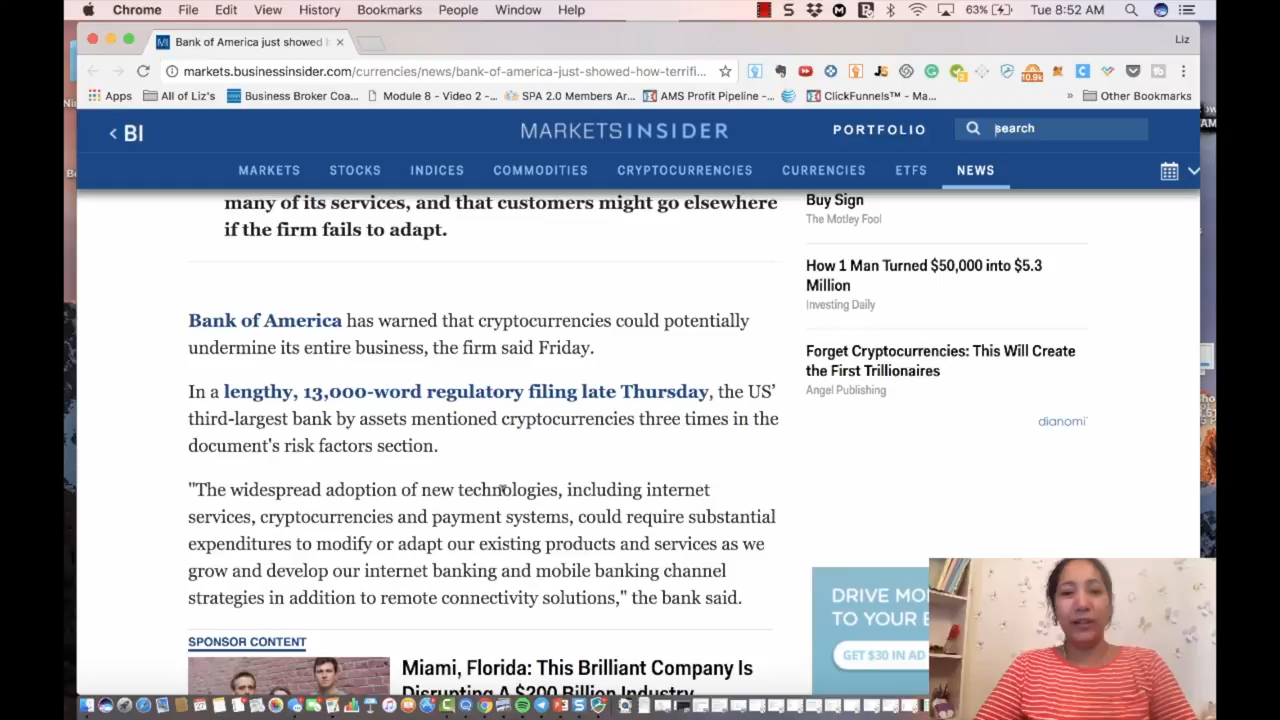 Chrome File Edit View History Bookmarks People Window Help 63% Tue 8:52 AM
Bank of America just showed Liz
markets.businessinsider.com/currencies/news/bank-of-america-just-showed-how-terrifi... 10.9k
Apps All of Liz's Business Broker Coa... Module 8 - Video 2 -... SPA 2.0 Members Ar... AMS Profit Pipeline -... ClickFunnels™ - Ma... » Other Bookmarks
< BI MARKETS INSIDER PORTFOLIO search
MARKETS STOCKS INDICES COMMODITIES CRYPTOCURRENCIES CURRENCIES ETFS NEWS
many of its services, and that customers might go elsewhere
if the firm fails to adapt.
Bank of America has warned that cryptocurrencies could potentially
undermine its entire business, the firm said Friday.
In a lengthy, 13,000-word regulatory filing late Thursday, the US'
third-largest bank by assets mentioned cryptocurrencies three times in the
document's risk factors section.
"The widespread adoption of new technologies, including internet
services, cryptocurrencies and payment systems, could require substantial
expenditures to modify or adapt our existing products and services as we
grow and develop our internet banking and mobile banking channel
strategies in addition to remote connectivity solutions," the bank said.
SPONSOR CONTENT
Miami, Florida: This Brilliant Company Is
Disrupting A $200 Billion Industry
Buy Sign
The Motley Fool
How 1 Man Turned $50,000 into $5.3
Million
Investing Daily
Forget Cryptocurrencies: This Will Create
the First Trillionaires
Angel Publishing
dianomi
DRIVE MO
TO YOUR
GET $30 IN AD